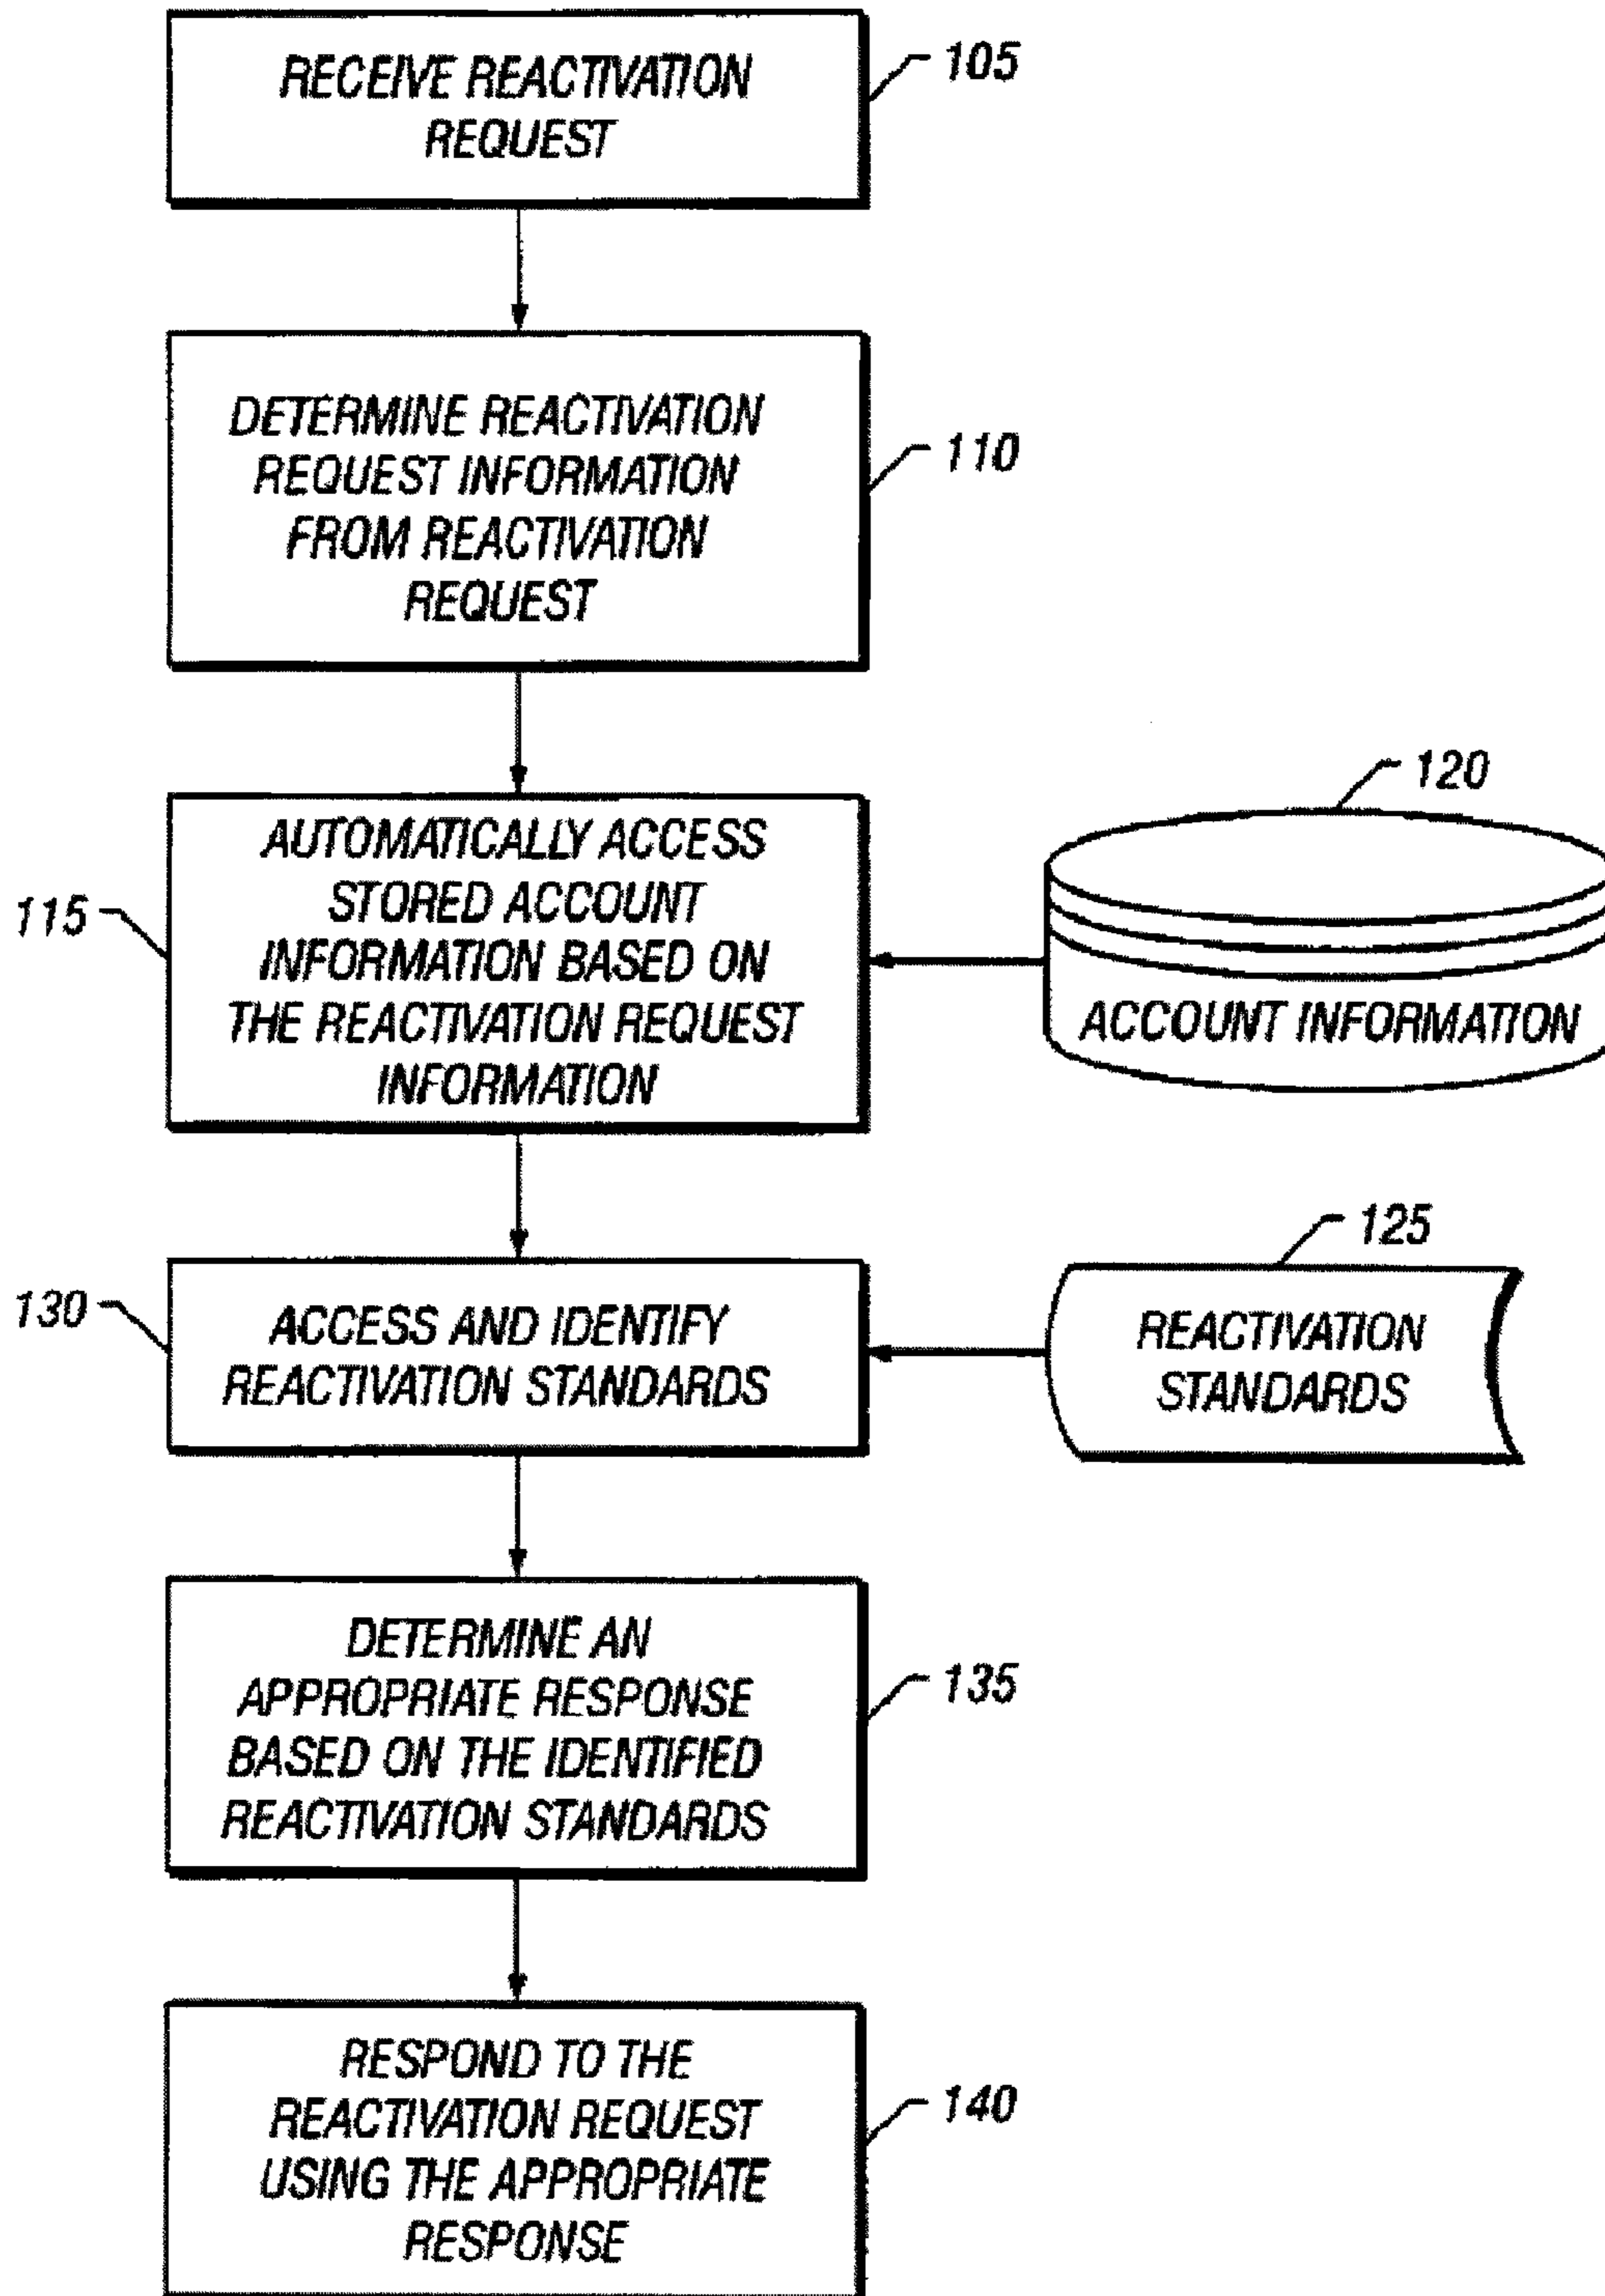 RECEIVE REACTIVATION
REQUEST
105
DETERMINE REACTIVATION
REQUEST INFORMATION
FROM REACTIVATION
REQUEST
110
AUTOMATICALLY ACCESS
STORED ACCOUNT
INFORMATION BASED ON
THE REACTIVATION REQUEST
INFORMATION
115
120
ACCOUNT INFORMATION
ACCESS AND IDENTIFY
REACTIVATION STANDARDS
130
125
REACTIVATION
STANDARDS
DETERMINE AN
APPROPRIATE RESPONSE
BASED ON THE IDENTIFIED
REACTIVATION STANDARDS
135
RESPOND TO THE
REACTIVATION REQUEST
USING THE APPROPRIATE
RESPONSE
140